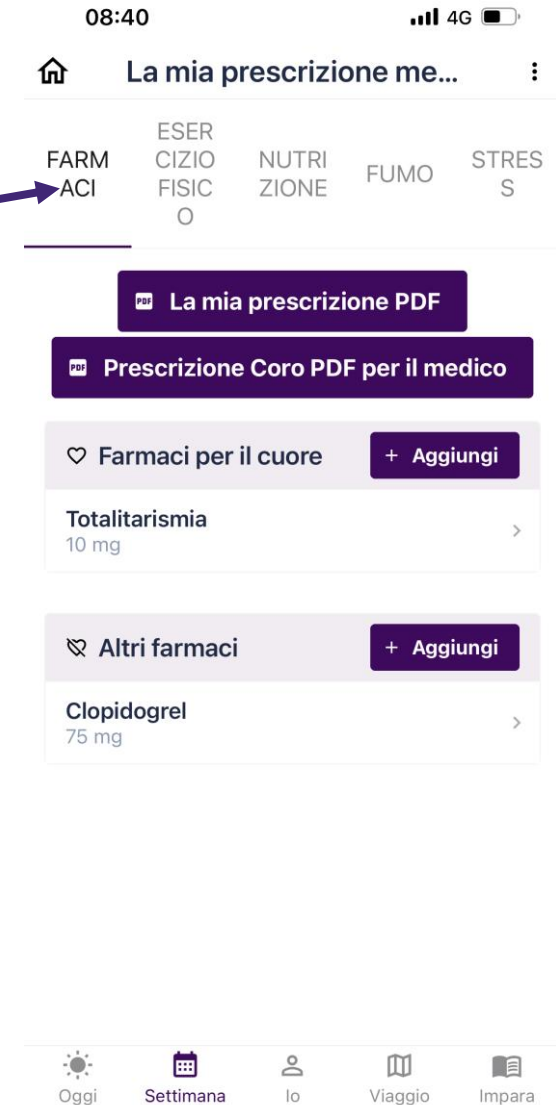 08:40 4G
La mia prescrizione me...
FARM
ACI
ESER
CIZIO
FISIC
O
NUTRI
ZIONE
FUMO
STRES
S
PDF La mia prescrizione PDF
PDF Prescrizione Coro PDF per il medico
Farmaci per il cuore + Aggiungi
Totalitarismia
10 mg
Altri farmaci + Aggiungi
Clopidogrel
75 mg
Oggi Settimana Io Viaggio Impara